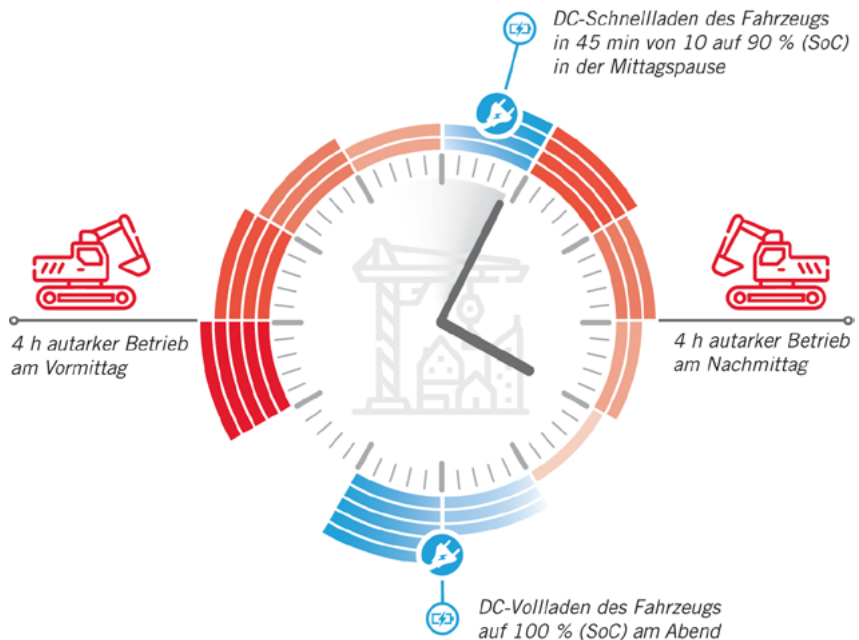 DC-Schnellladen des Fahrzeugs
in 45 min von 10 auf 90 % (SoC)
in der Mittagspause
4 h autarker Betrieb
am Vormittag
4 h autarker Betrieb
am Nachmittag
DC-Vollladen des Fahrzeugs
auf 100 % (SoC) am Abend